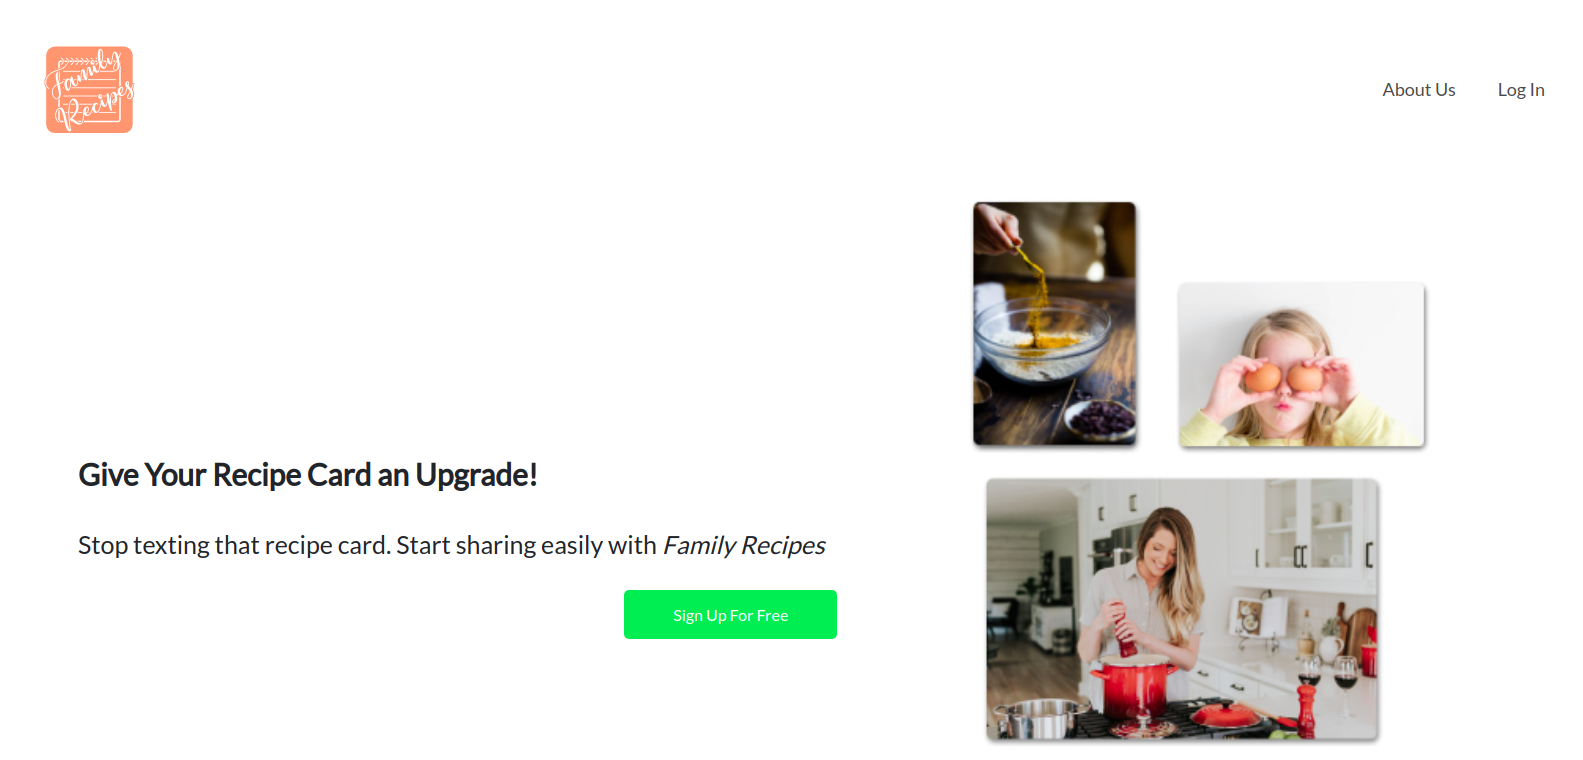 Family
Recipes
About Us
Log In
Give Your Recipe Card an Upgrade!
Stop texting that recipe card. Start sharing easily with Family Recipes
Sign Up For Free